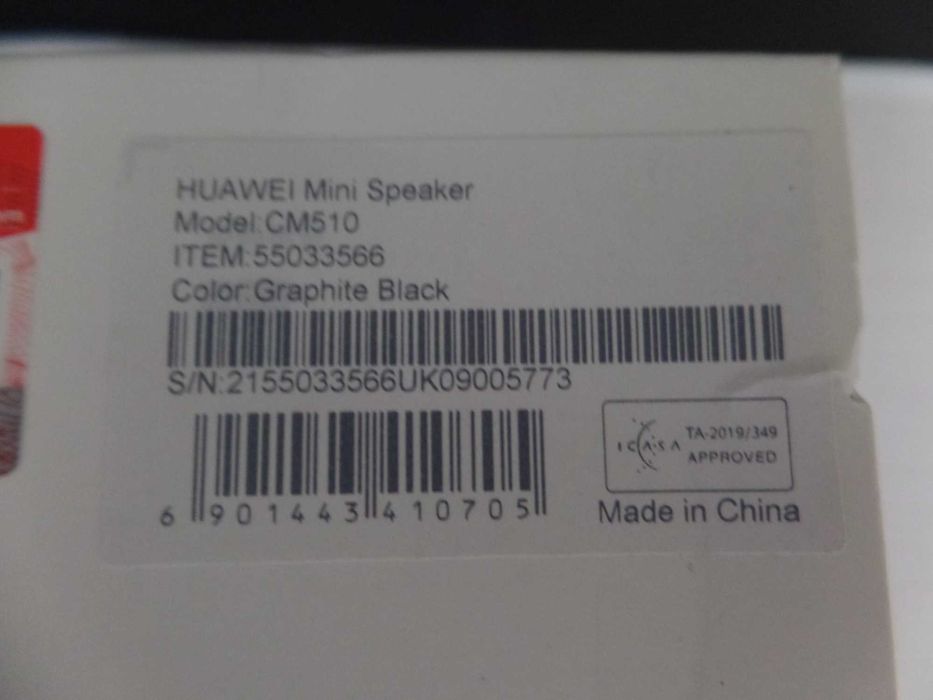 HUAWEI Mini Speaker
Model:CM510
ITEM:55033566
Color:Graphite Black
S/N:2155033566UK09005773
6 901443 410705
ICASA TA-2019/349
APPROVED
Made in China